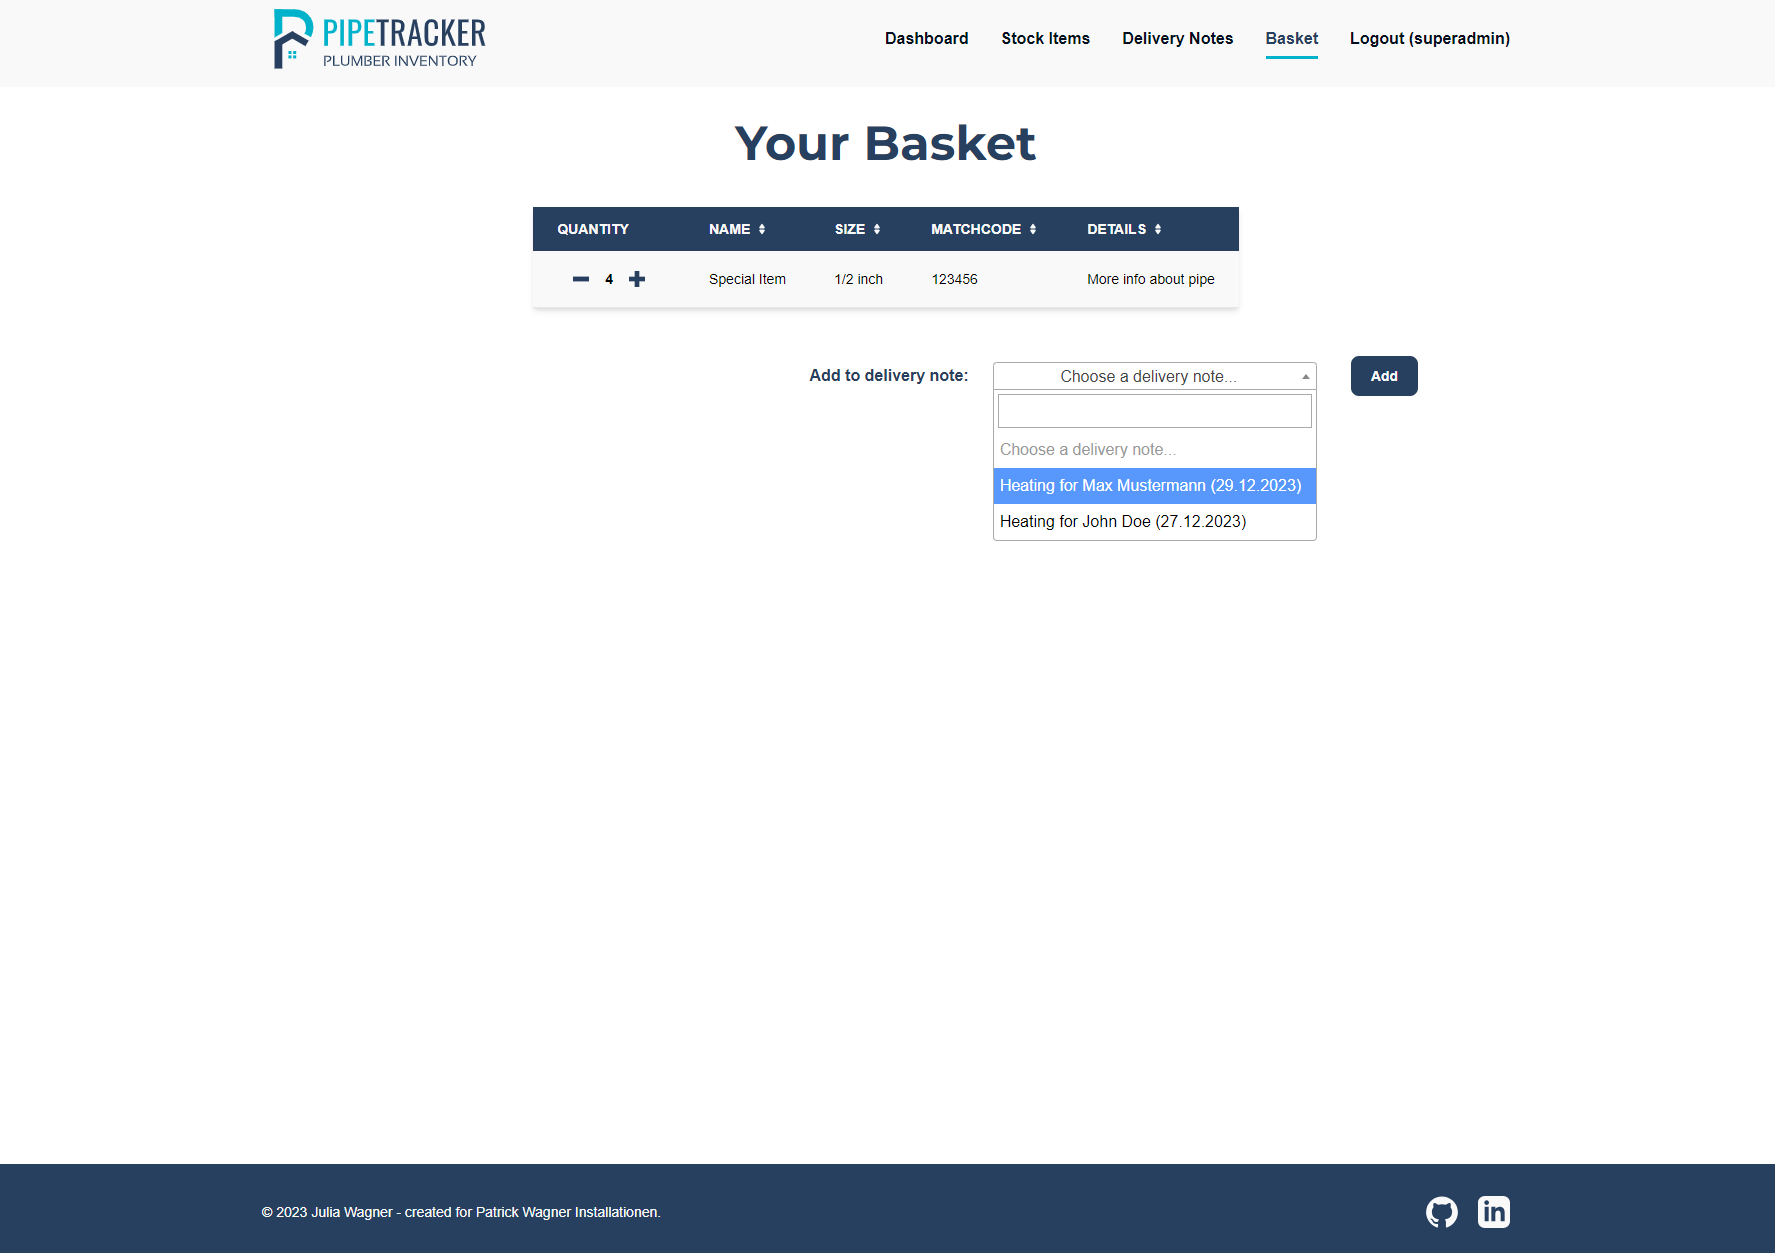 PIPETRACKER
PLUMBER INVENTORY
Dashboard Stock Items Delivery Notes Basket Logout (superadmin)
Your Basket
QUANTITY NAME SIZE MATCHCODE DETAILS
4 Special Item 1/2 inch 123456 More info about pipe
Add to delivery note: Choose a delivery note... Add
Choose a delivery note...
Heating for Max Mustermann (29.12.2023)
Heating for John Doe (27.12.2023)
© 2023 Julia Wagner - created for Patrick Wagner Installationen.
in